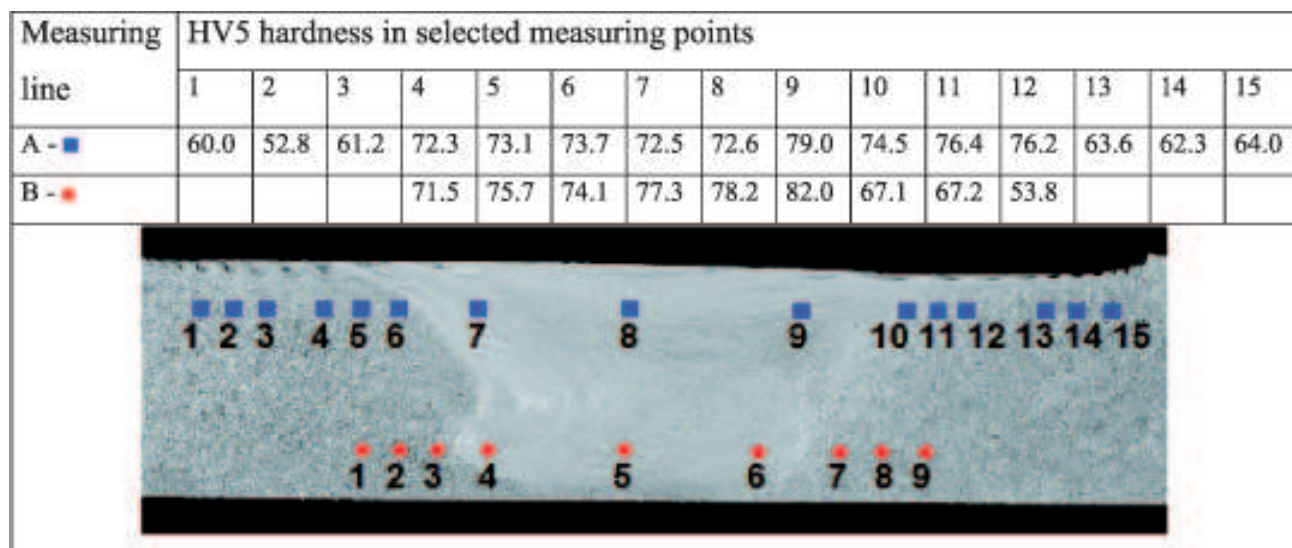 Measuring line HV5 hardness in selected measuring points
1 2 3 4 5 6 7 8 9 10 11 12 13 14 15
A - 60.0 52.8 61.2 72.3 73.1 73.7 72.5 72.6 79.0 74.5 76.4 76.2 63.6 62.3 64.0
B - 71.5 75.7 74.1 77.3 78.2 82.0 67.1 67.2 53.8
1 2 3 4 5 6 7 8 9 10 11 12 13 14 15
1 2 3 4 5 6 7 8 9